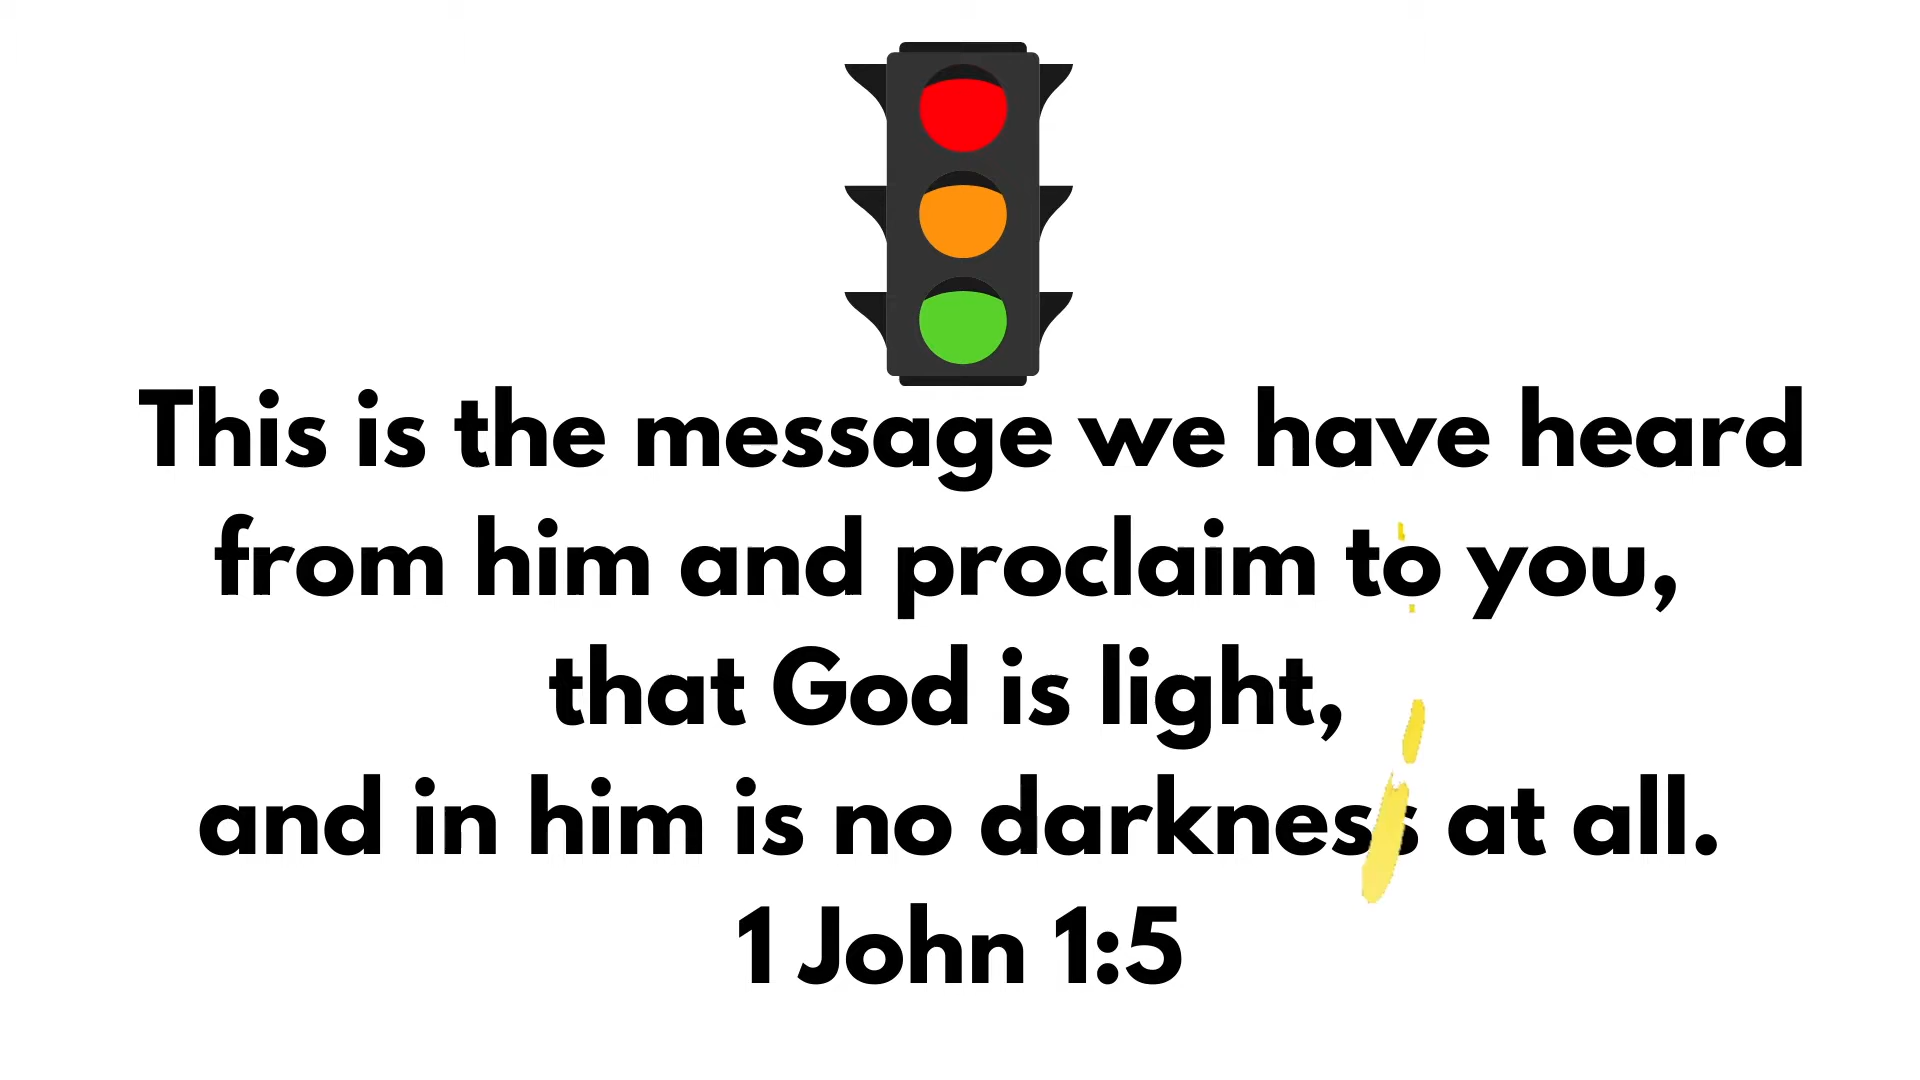 This is the message we have heard
from him and proclaim to you,
that God is light,
and in him is no darkness at all.
1 John 1:5